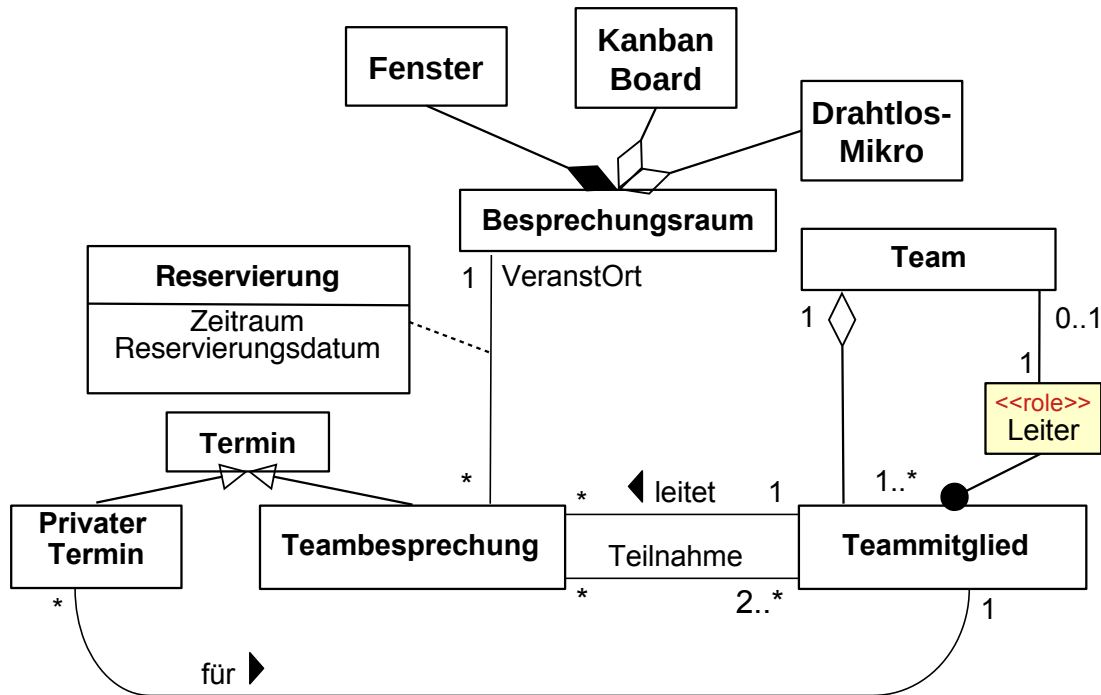 Fenster
Kanban
Board
Drahtlos-
Mikro
Besprechungsraum
Team
Reservierung
Zeitraum
Reservierungsdatum
1
VeranstOrt
1
0..1
1
<<role>>
Leiter
Termin
*
*
leitet
1
1..*
Privater
Termin
Teambesprechung
Teilnahme
Teammitglied
*
*
2..*
1
für